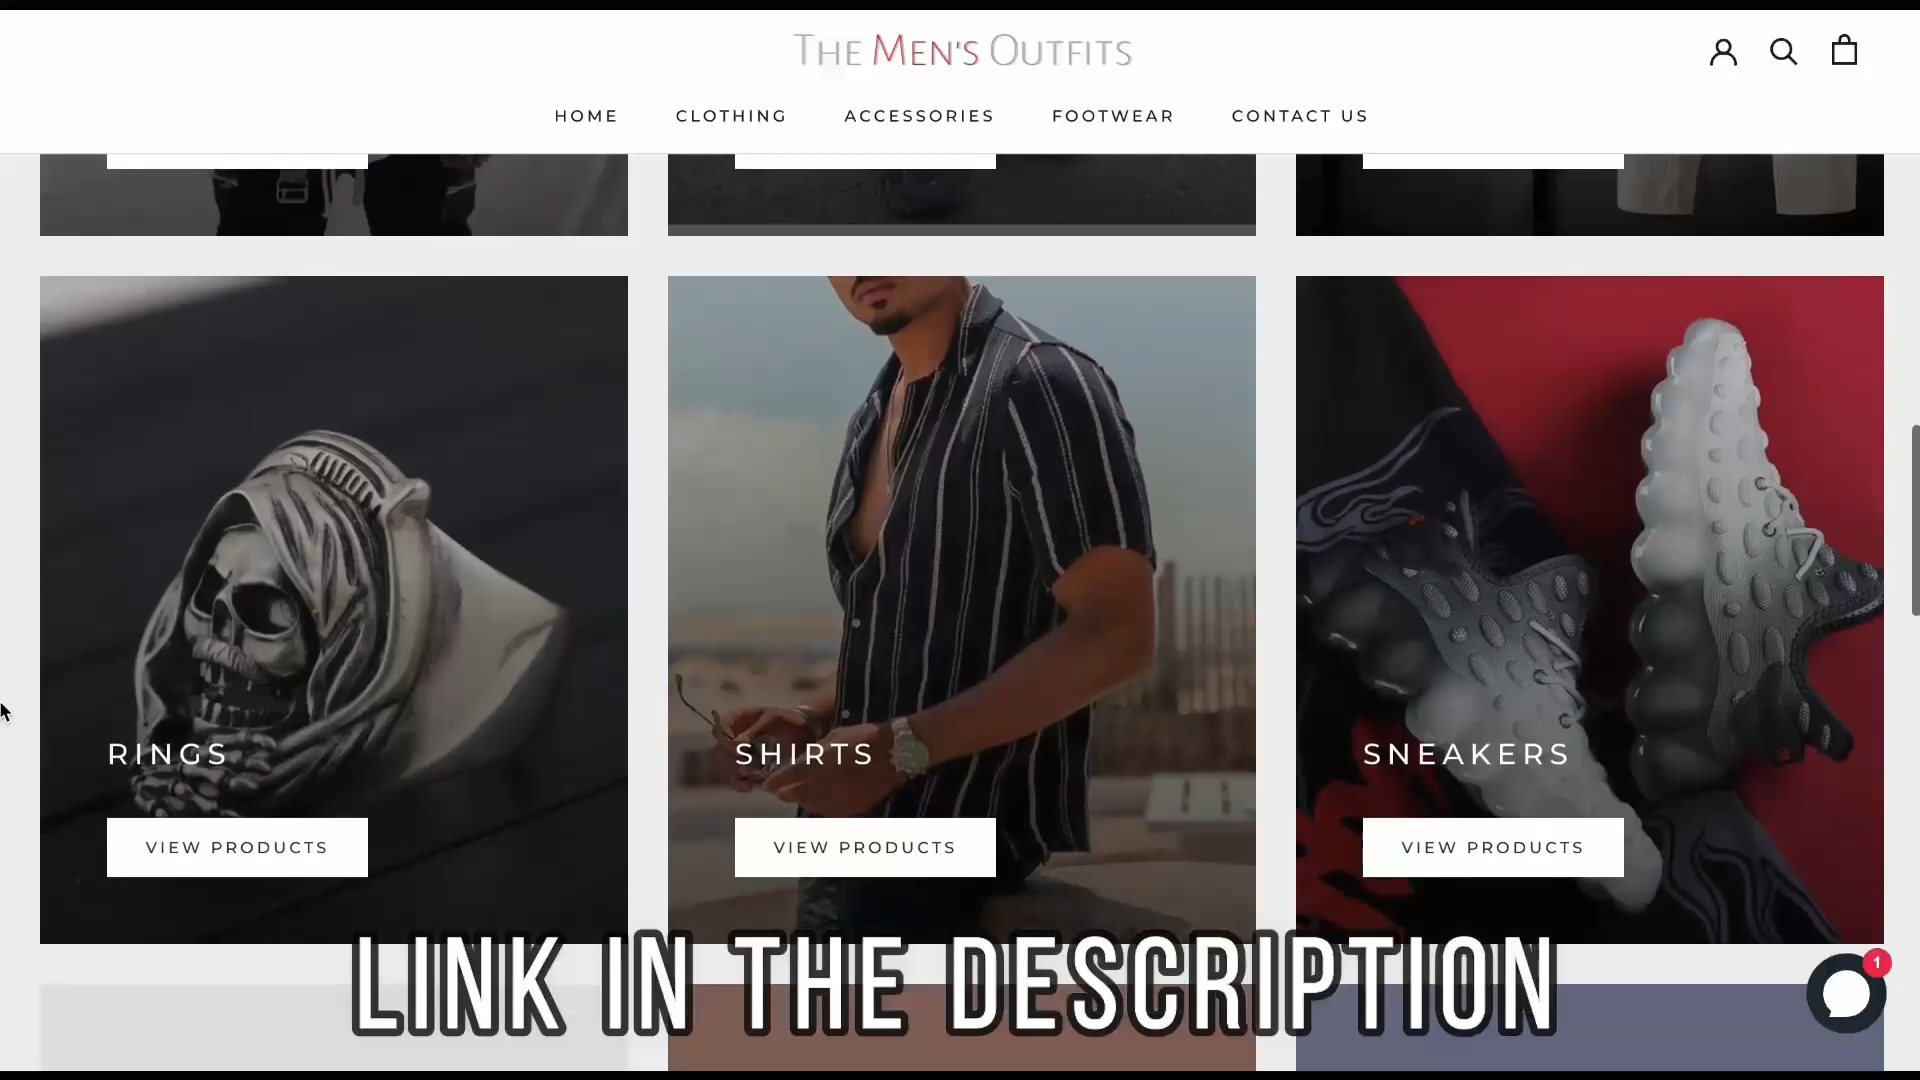 THE MEN'S OUTFITS
HOME CLOTHING ACCESSORIES FOOTWEAR CONTACT US
RINGS SHIRTS SNEAKERS
VIEW PRODUCTS VIEW PRODUCTS VIEW PRODUCTS
LINK IN THE DESCRIPTION
1